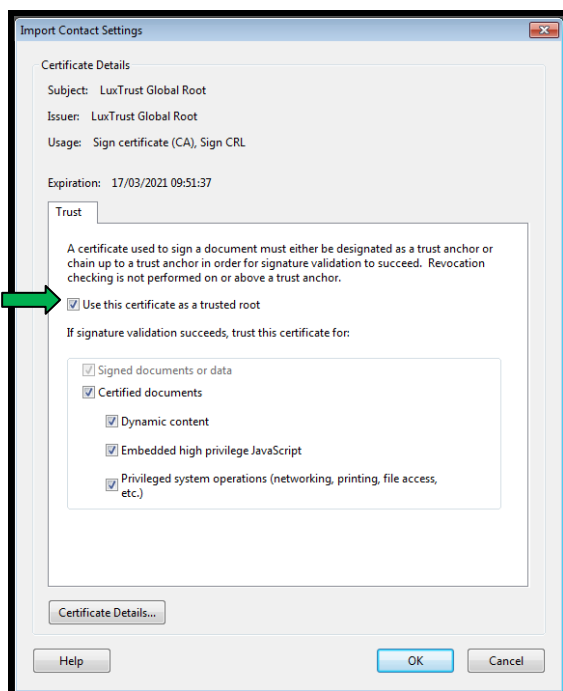 Import Contact Settings
Certificate Details
Subject: LuxTrust Global Root
Issuer: LuxTrust Global Root
Usage: Sign certificate (CA), Sign CRL
Expiration: 17/03/2021 09:51:37
Trust
A certificate used to sign a document must either be designated as a trust anchor or
chain up to a trust anchor in order for signature validation to succeed. Revocation
checking is not performed on or above a trust anchor.
Use this certificate as a trusted root
If signature validation succeeds, trust this certificate for:
Signed documents or data
Certified documents
Dynamic content
Embedded high privilege JavaScript
Privileged system operations (networking, printing, file access,
etc.)
Certificate Details...
Help
OK
Cancel